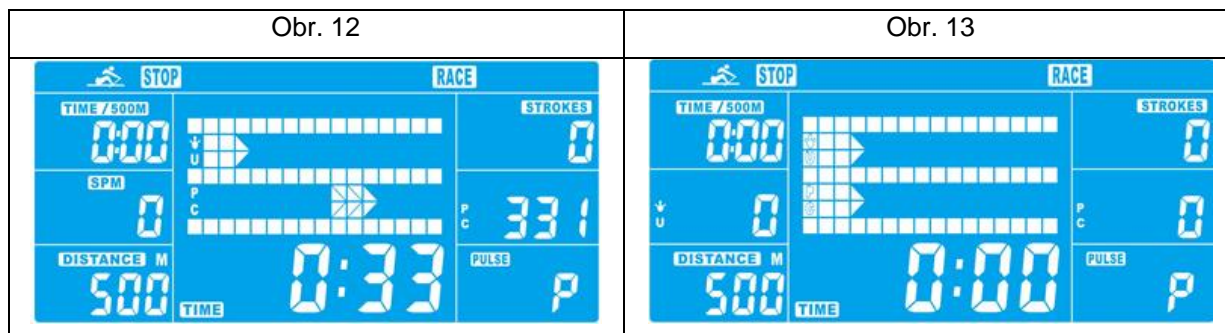 Obr. 12
STOP
RACE
TIME / 500M
0:00
STROKES
0
U
SPM
0
P
C
P
C
331
DISTANCE M
500
TIME
0:33
PULSE
P
Obr. 13
STOP
RACE
TIME / 500M
0:00
STROKES
0
U
0
P
C
0
DISTANCE M
500
TIME
0:00
PULSE
P